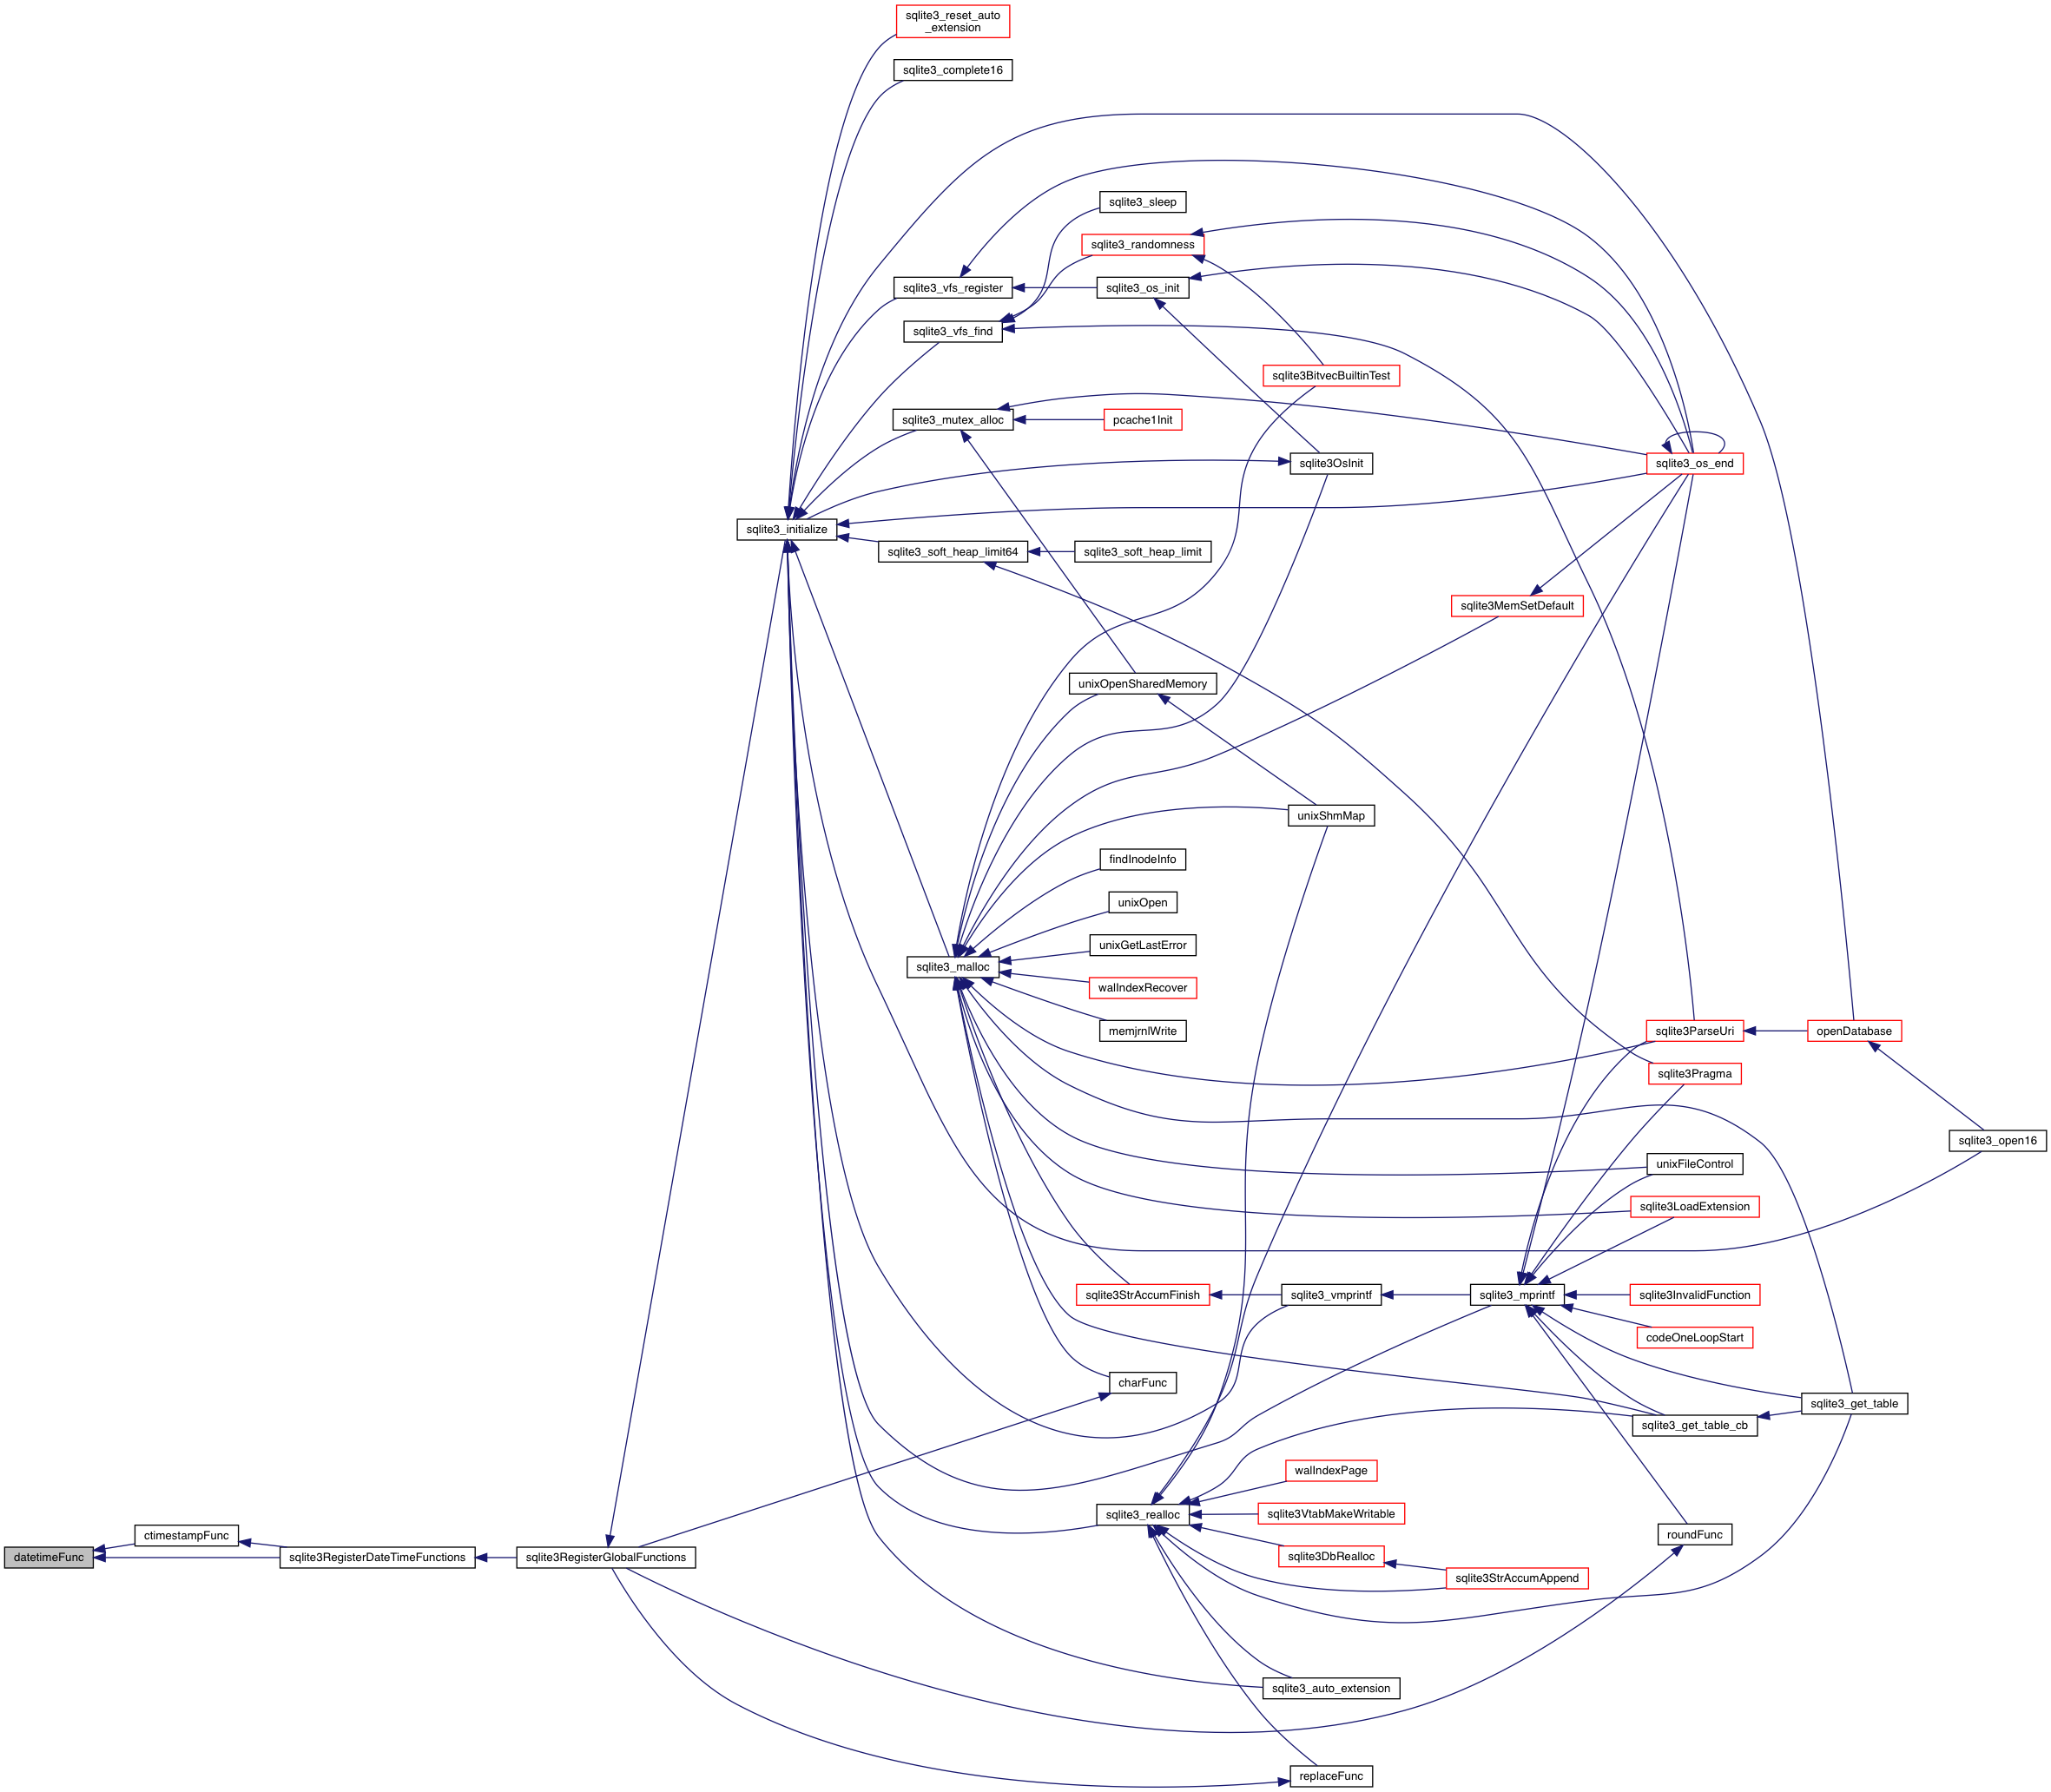 sqlite3_reset_auto
_extension
sqlite3_complete16
sqlite3_sleep
sqlite3_randomness
sqlite3_vfs_register
sqlite3_os_init
sqlite3_vfs_find
sqlite3BitvecBuiltinTest
sqlite3_mutex_alloc
pcache1Init
sqlite3OsInit
sqlite3_os_end
sqlite3_initialize
sqlite3_soft_heap_limit64
sqlite3_soft_heap_limit
sqlite3MemSetDefault
unixOpenSharedMemory
unixShmMap
findInodeInfo
unixOpen
unixGetLastError
sqlite3_malloc
walIndexRecover
memjrnlWrite
sqlite3ParseUri
openDatabase
sqlite3Pragma
sqlite3_open16
unixFileControl
sqlite3LoadExtension
sqlite3StrAccumFinish
sqlite3_vmprintf
sqlite3_mprintf
sqlite3InvalidFunction
codeOneLoopStart
charFunc
sqlite3_get_table
sqlite3_get_table_cb
walIndexPage
sqlite3_realloc
sqlite3VtabMakeWritable
roundFunc
ctimestampFunc
datetimeFunc
sqlite3RegisterDateTimeFunctions
sqlite3RegisterGlobalFunctions
sqlite3DbRealloc
sqlite3StrAccumAppend
sqlite3_auto_extension
replaceFunc